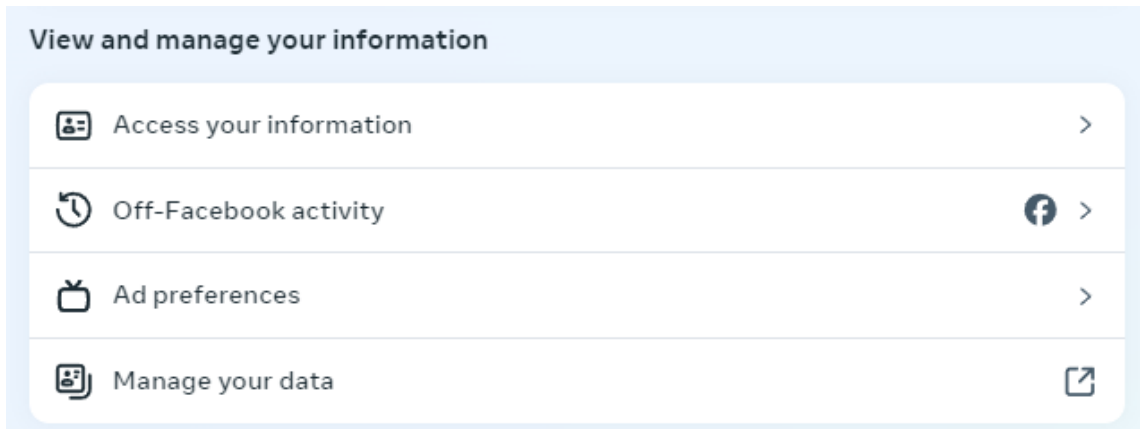 View and manage your information
Access your information
Off-Facebook activity
Ad preferences
Manage your data